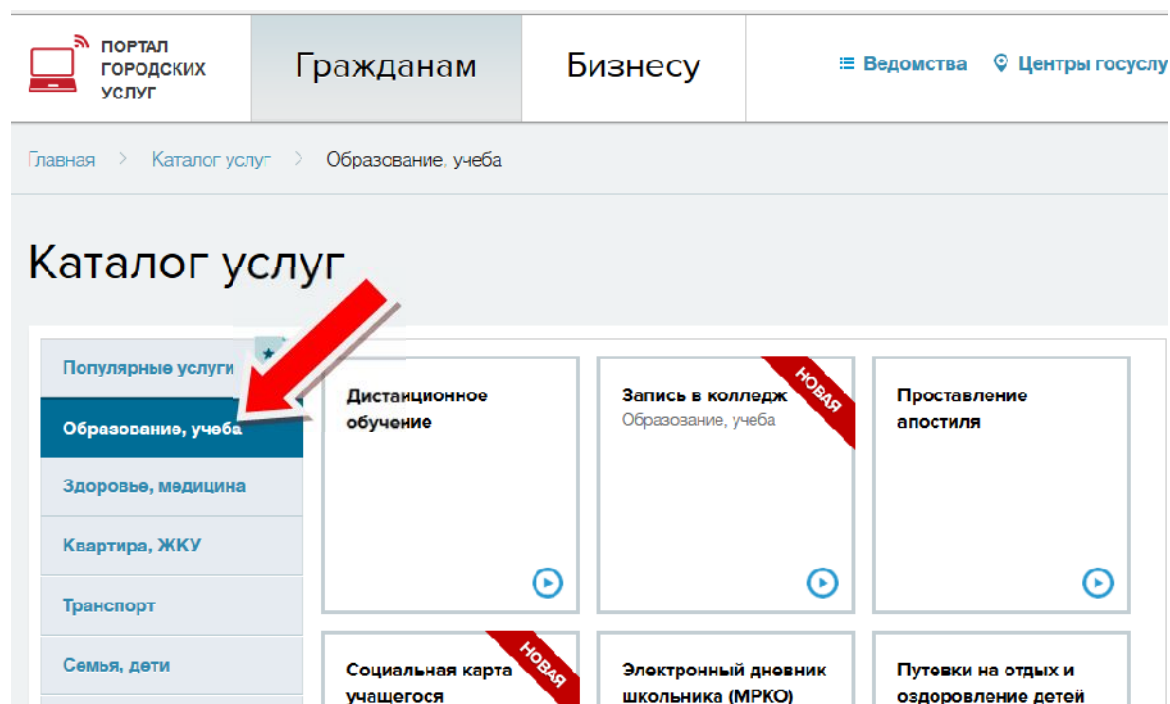 ПОРТАЛ
ГОРОДСКИХ
УСЛУГ
Гражданам
Бизнесу
Ведомства
Центры госуслу
Главная > Каталог услуг > Образование, учеба
Каталог услуг
Популярные услуги
Образование, учеба
Здоровье, медицина
Квартира, ЖКУ
Транспорт
Семья, дети
Дистанционное
обучение
Запись в колледж
Образование, учеба
НОВАЯ
Проставление
апостиля
Социальная карта
учащегося
НОВАЯ
Электронный дневник
школьника (МРКО)
Путевки на отдых и
оздоровление детей